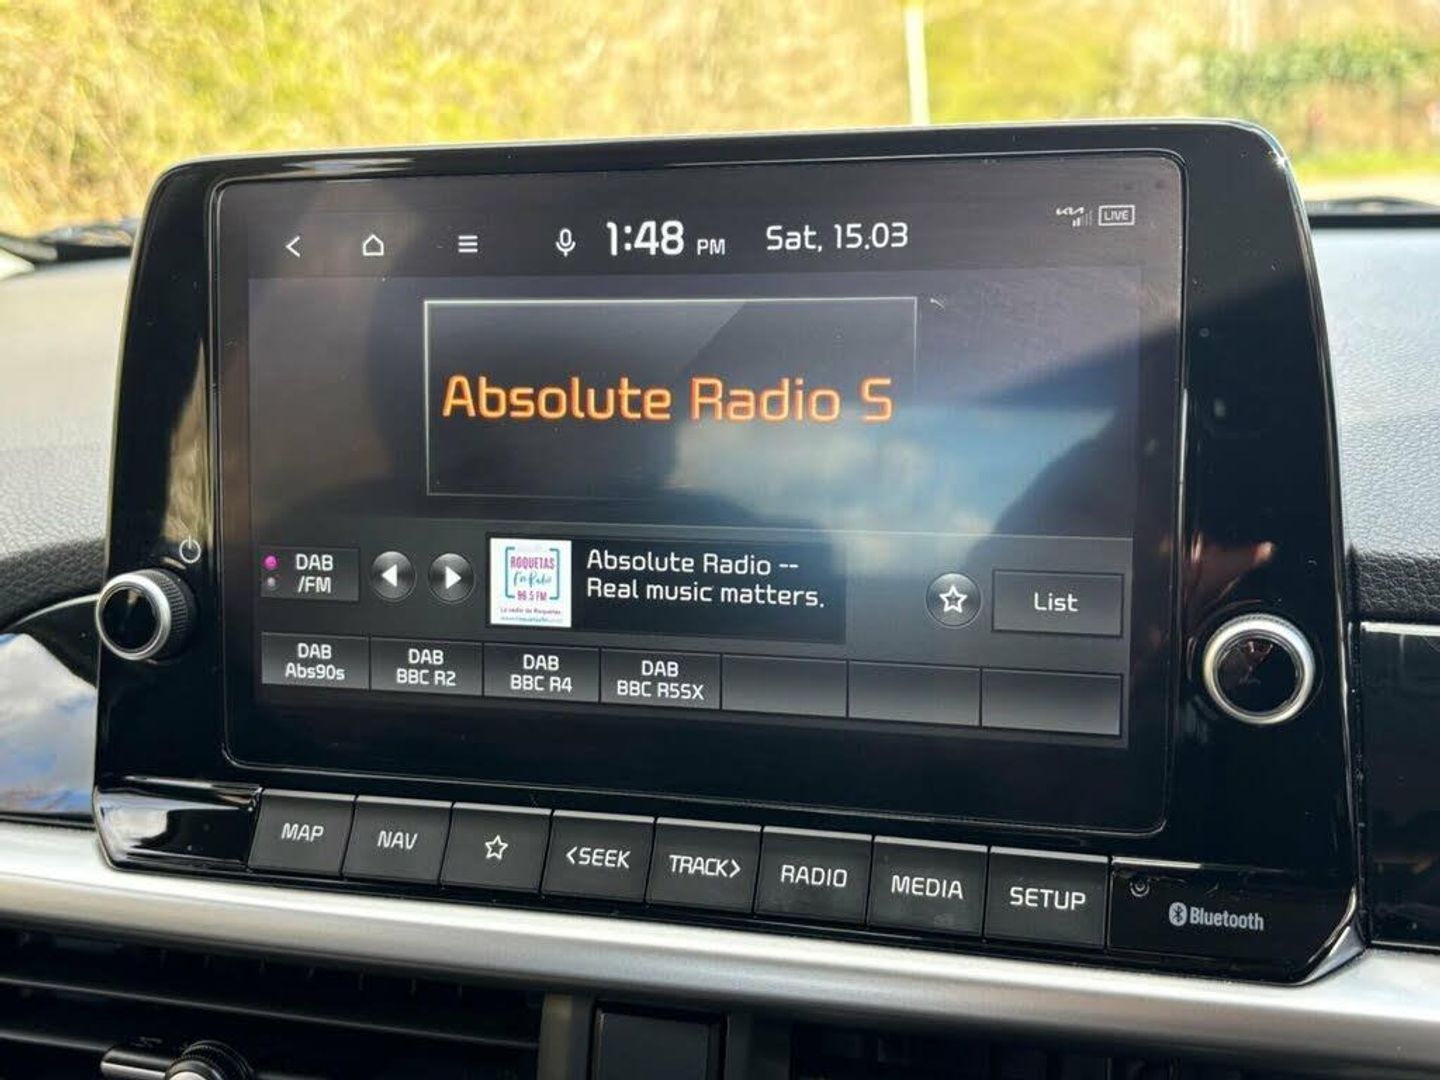 1:48 PM Sat, 15.03
KIA LIVE
Absolute Radio S
DAB
/FM
ROQUETAS
96.5 FM
Absolute Radio --
Real music matters.
List
DAB
Abs90s
DAB
BBC R2
DAB
BBC R4
DAB
BBC R5SX
MAP NAV <SEEK TRACK> RADIO MEDIA SETUP
Bluetooth